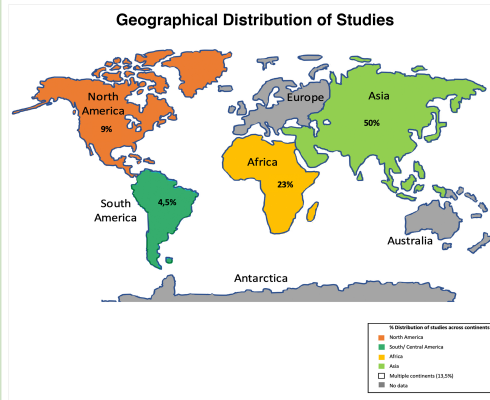 Geographical Distribution of Studies
North
America
9%
Europe
Asia
50%
Africa
23%
South
America
4,5%
Australia
Antarctica
% Distribution of studies across continents
North America
South/ Central America
Africa
Asia
Multiple continents (13,5%)
No data